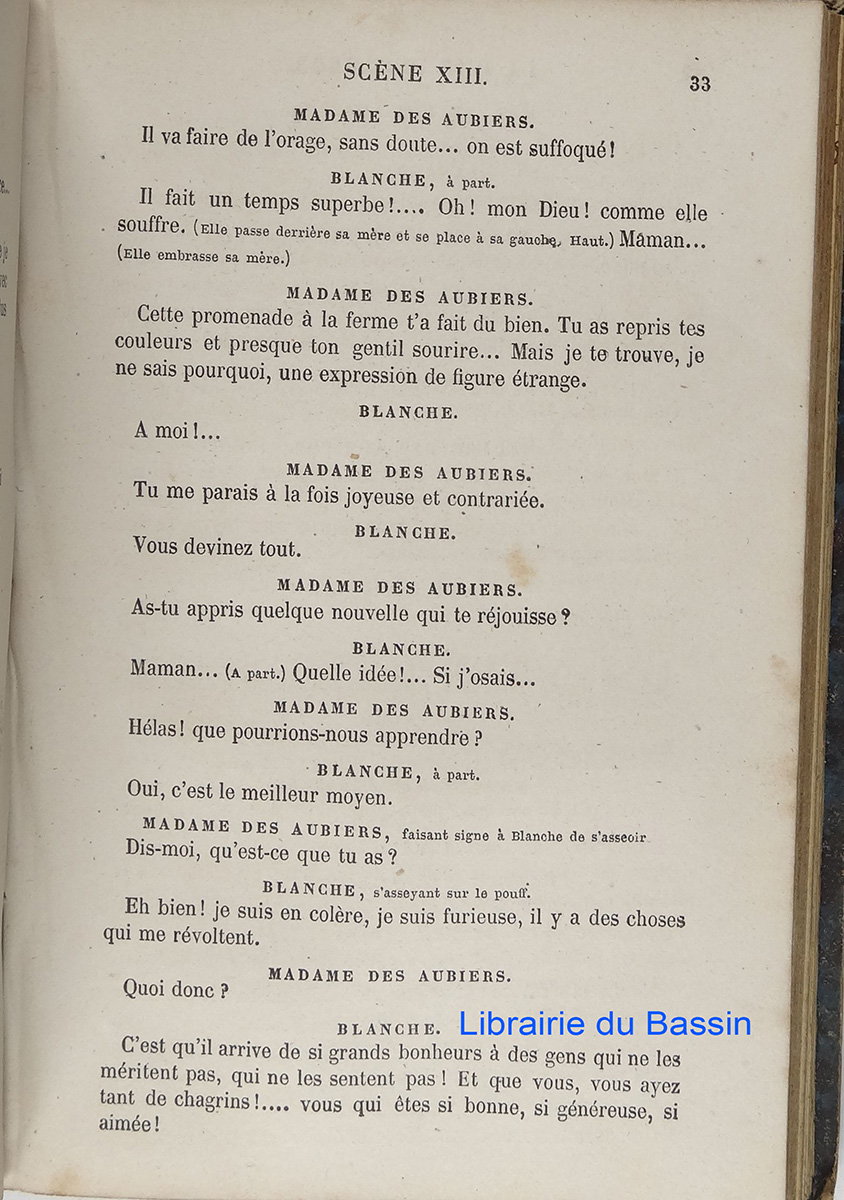 SCÈNE XIII.
33
MADAME DES AUBIERS.
Il va faire de l'orage, sans doute... on est suffoqué!
BLANCHE, à part.
Il fait un temps superbe!.... Oh! mon Dieu! comme elle
souffre. (Elle passe derrière sa mère et se place à sa gauche, Haut.) Maman...
(Elle embrasse sa mère.)
MADAME DES AUBIERS.
Cette promenade à la ferme t'a fait du bien. Tu as repris tes
couleurs et presque ton gentil sourire... Mais je te trouve, je
ne sais pourquoi, une expression de figure étrange.
BLANCHE.
A moi!...
MADAME DES AUBIERS.
Tu me parais à la fois joyeuse et contrariée.
BLANCHE.
Vous devinez tout.
MADAME DES AUBIERS.
As-tu appris quelque nouvelle qui te réjouisse?
BLANCHE.
Maman... (A part.) Quelle idée!... Si j'osais...
MADAME DES AUBIERS.
Hélas! que pourrions-nous apprendre?
BLANCHE, à part.
Oui, c'est le meilleur moyen.
MADAME DES AUBIERS, faisant signe à Blanche de s'asseoir
Dis-moi, qu'est-ce que tu as?
BLANCHE, s'asseyant sur le pouff.
Eh bien! je suis en colère, je suis furieuse, il y a des choses
qui me révoltent.
MADAME DES AUBIERS.
Quoi donc?
BLANCHE.
Librairie du Bassin
C'est qu'il arrive de si grands bonheurs à des gens qui ne les
méritent pas, qui ne les sentent pas! Et que vous, vous ayez
tant de chagrins!.... vous qui êtes si bonne, si généreuse, si
aimée!